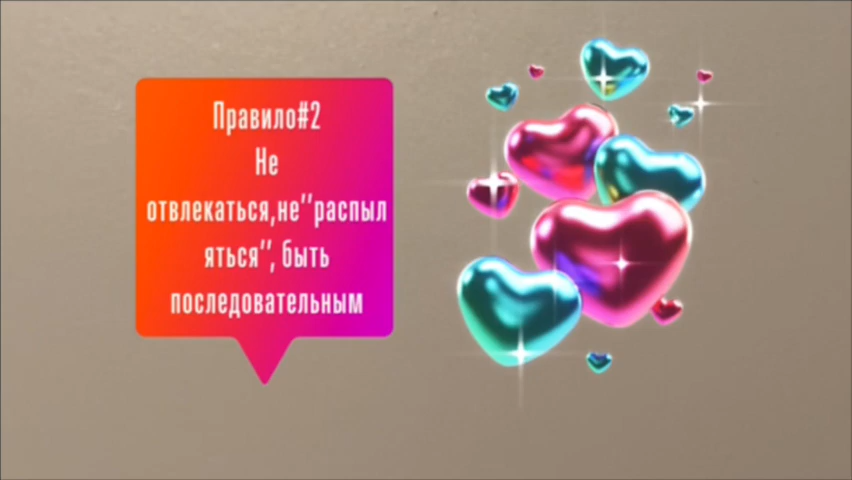 Правило#2
Не
отвлекаться,не"распыл
яться", быть
последовательным